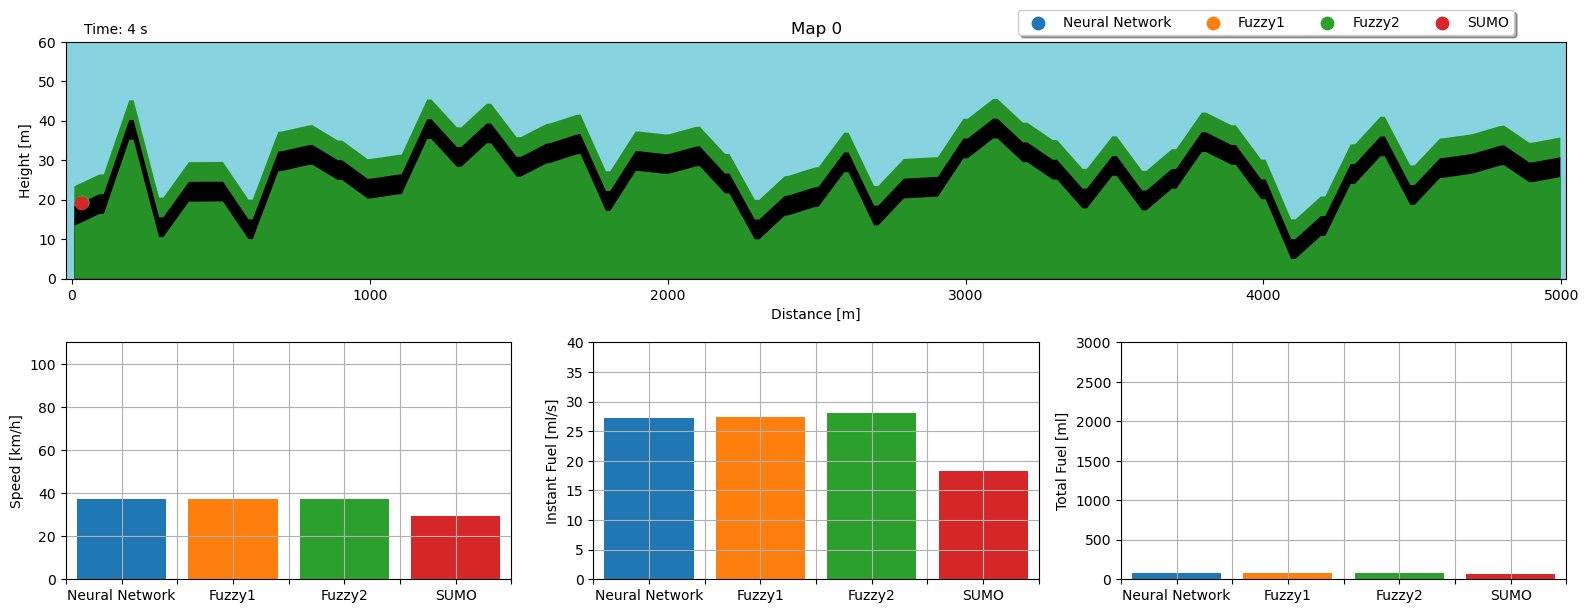 Time: 4 s
Map 0
Neural Network Fuzzy1 Fuzzy2 SUMO
Height [m]
60
50
40
30
20
10
0
0 1000 2000 3000 4000 5000
Distance [m]
Speed [km/h]
100
80
60
40
20
0
Neural Network Fuzzy1 Fuzzy2 SUMO
Instant Fuel [ml/s]
40
35
30
25
20
15
10
5
0
Neural Network Fuzzy1 Fuzzy2 SUMO
Total Fuel [ml]
3000
2500
2000
1500
1000
500
0
Neural Network Fuzzy1 Fuzzy2 SUMO